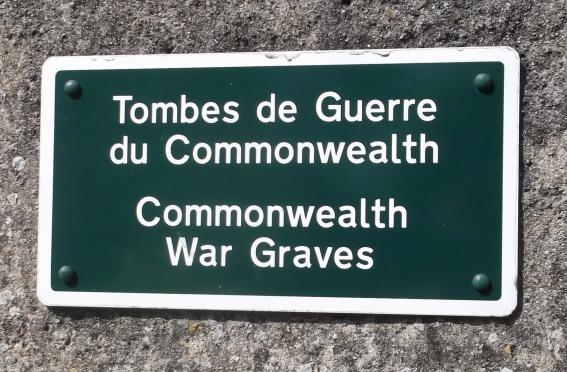 Tombes de Guerre
du Commonwealth
Commonwealth
War Graves